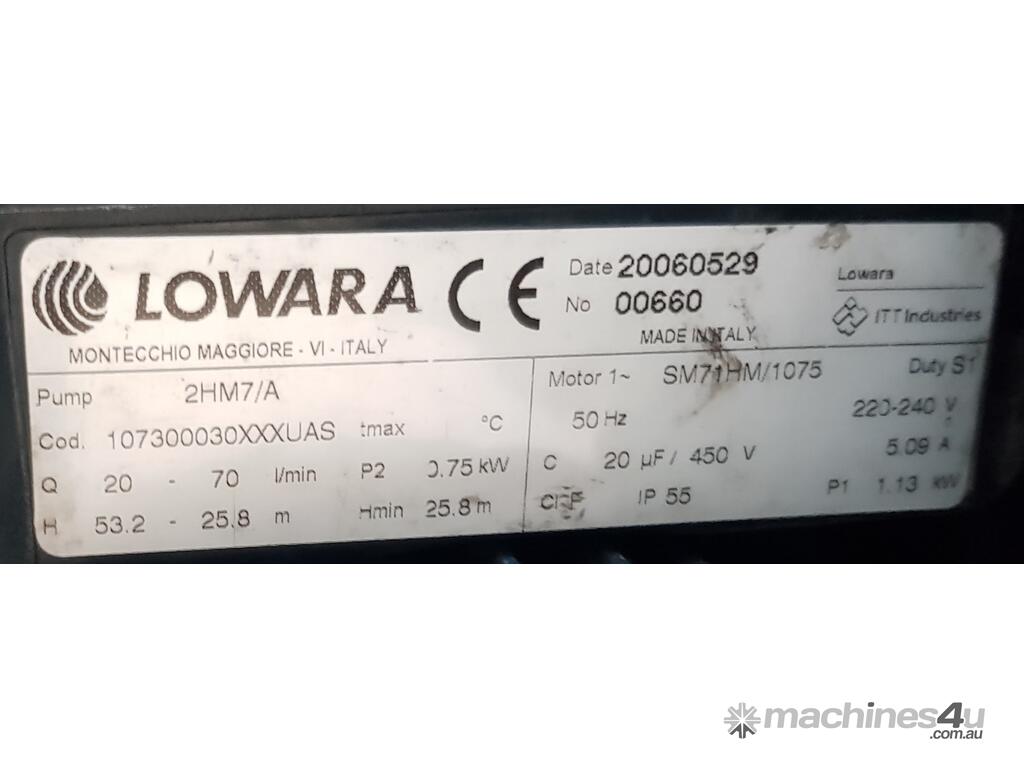 LOWARA CE
MONTECCHIO MAGGIORE - VI - ITALY
Date 20060529
No 00660
MADE IN ITALY
Lowara
ITT Industries
Pump 2HM7/A
Cod. 107300030XXXUAS tmax °C
Q 20 - 70 l/min P2 0.75 kW
H 53.2 - 25.8 m Hmin 25.8 m
Motor 1~ SM71HM/1075 Duty S1
50 Hz 220-240 V
C 20 µF / 450 V 5.09 A
IP 55 P1 1.13 kW
machines4u
.com.au